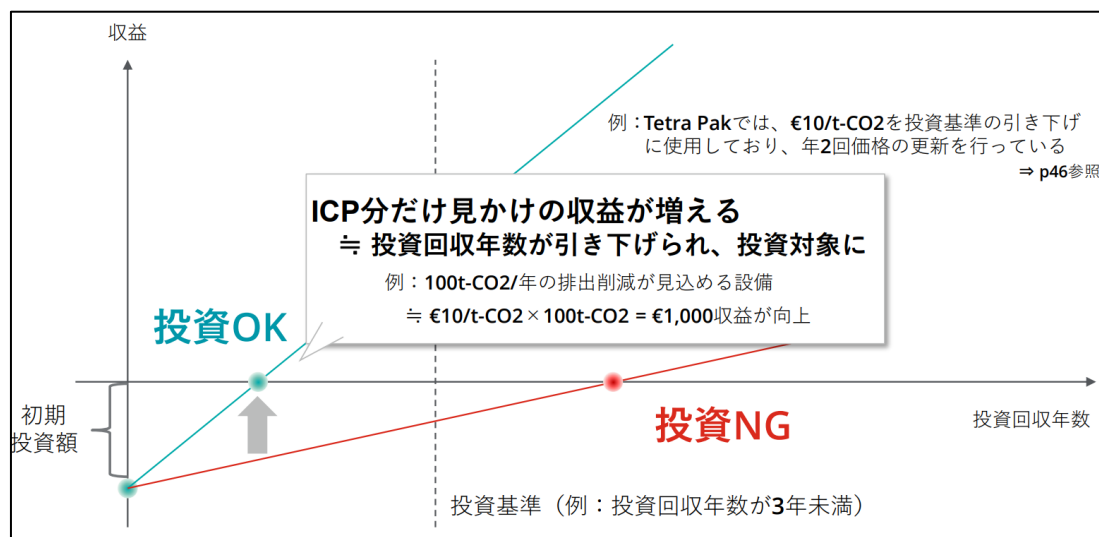 収益
例：Tetra Pakでは、€10/t-CO2を投資基準の引き下げ
に使用しており、年2回価格の更新を行っている
⇒ p46参照
ICP分だけ見かけの収益が増える
≒ 投資回収年数が引き下げられ、投資対象に
例：100t-CO2/年の排出削減が見込める設備
≒ €10/t-CO2×100t-CO2 = €1,000収益が向上
投資OK
初期
投資額
投資NG
投資回収年数
投資基準（例：投資回収年数が3年未満）